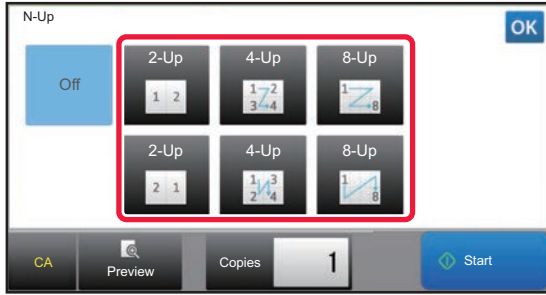 N-Up
OK
Off
2-Up
1 2
4-Up
1 2
3 4
8-Up
1
8
2-Up
2 1
4-Up
1 3
2 4
8-Up
1
8
CA
Preview
Copies
1
Start